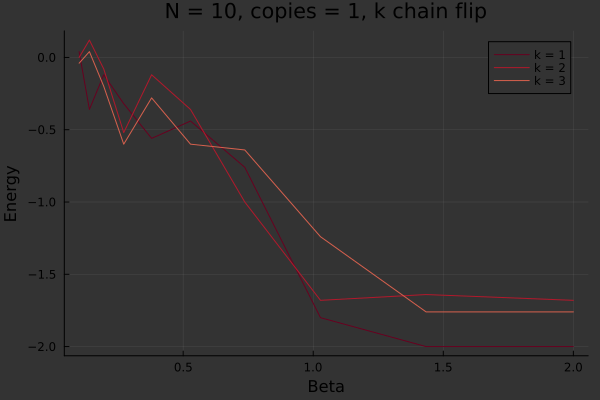 N = 10, copies = 1, k chain flip
k = 1
k = 2
k = 3
0.0
−0.5
−1.0
−1.5
−2.0
Energy
0.5
1.0
1.5
2.0
Beta